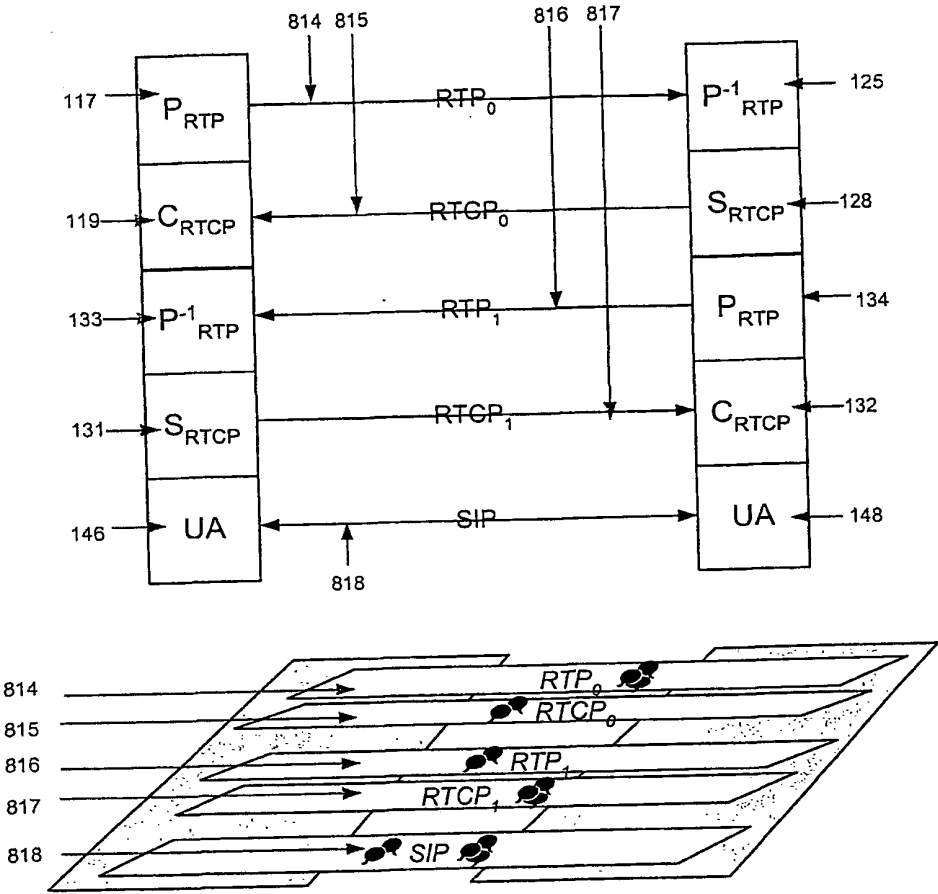 814 815 816 817
117 P_RTP RTP_0 P^-1_RTP 125
119 C_RTCP RTCP_0 S_RTCP 128
133 P^-1_RTP RTP_1 P_RTP 134
131 S_RTCP RTCP_1 C_RTCP 132
146 UA SIP UA 148
818
814 RTP_0
815 RTCP_0
816 RTP_1
817 RTCP_1
818 SIP